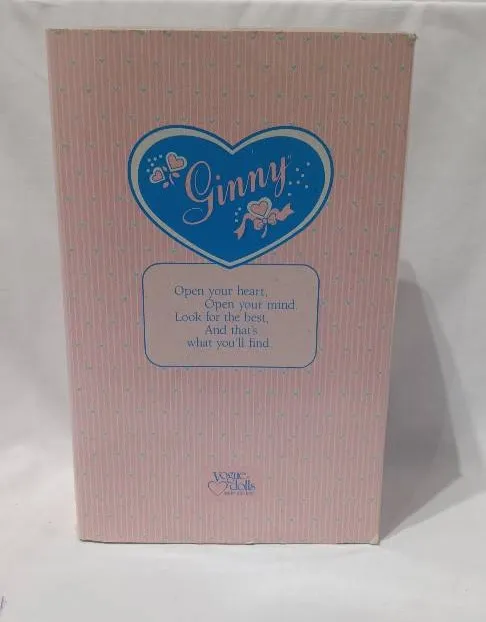 Ginny
Open your heart,
Open your mind.
Look for the best,
And that's
what you'll find.
vogue
dolls